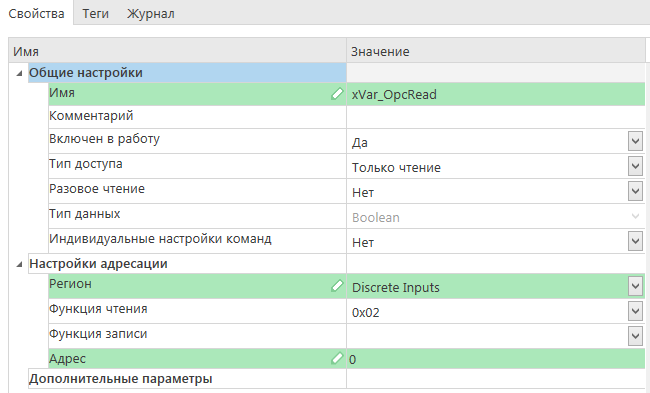 Свойства Теги Журнал
Имя Значение
Общие настройки
Имя xVar_OpcRead
Комментарий
Включен в работу Да
Тип доступа Только чтение
Разовое чтение Нет
Тип данных Boolean
Индивидуальные настройки команд Нет
Настройки адресации
Регион Discrete Inputs
Функция чтения 0x02
Функция записи
Адрес 0
Дополнительные параметры